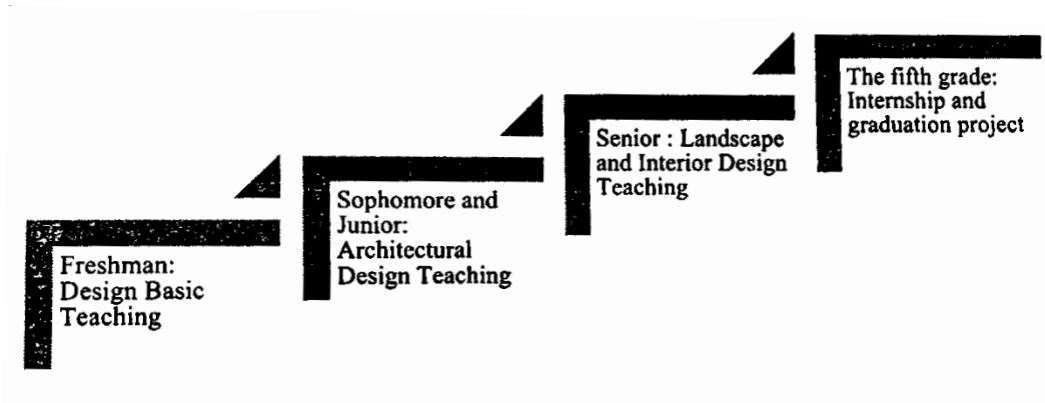 Freshman:
Design Basic
Teaching
Sophomore and
Junior:
Architectural
Design Teaching
Senior : Landscape
and Interior Design
Teaching
The fifth grade:
Internship and
graduation project